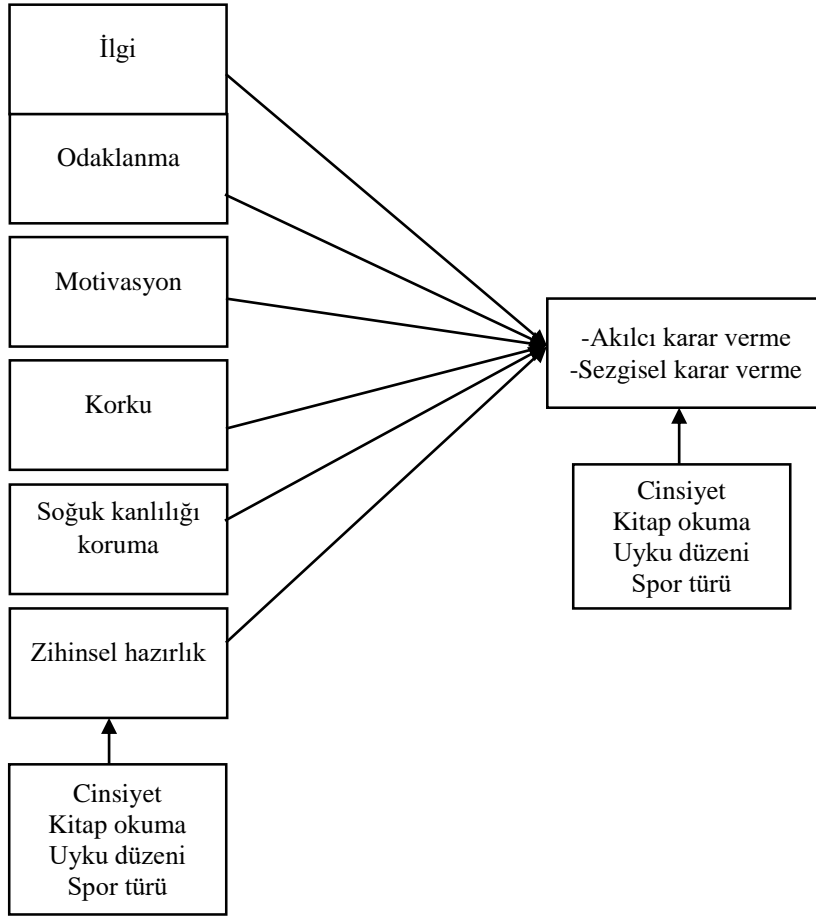 İlgi
Odaklanma
Motivasyon
Korku
Soğuk kanlılığı
koruma
Zihinsel hazırlık
Cinsiyet
Kitap okuma
Uyku düzeni
Spor türü
-Akılcı karar verme
-Sezgisel karar verme
Cinsiyet
Kitap okuma
Uyku düzeni
Spor türü